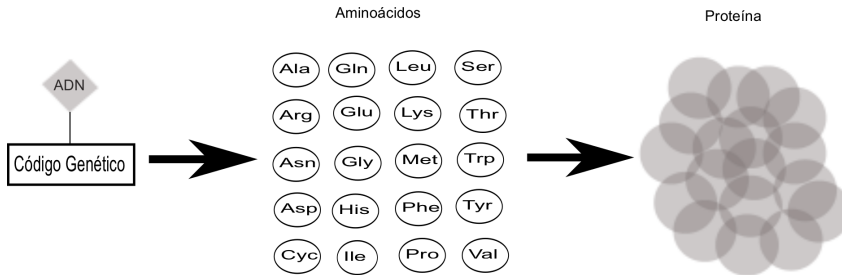 Aminoácidos
Proteína
ADN
Código Genético
Ala Gln Leu Ser
Arg Glu Lys Thr
Asn Gly Met Trp
Asp His Phe Tyr
Cyc Ile Pro Val